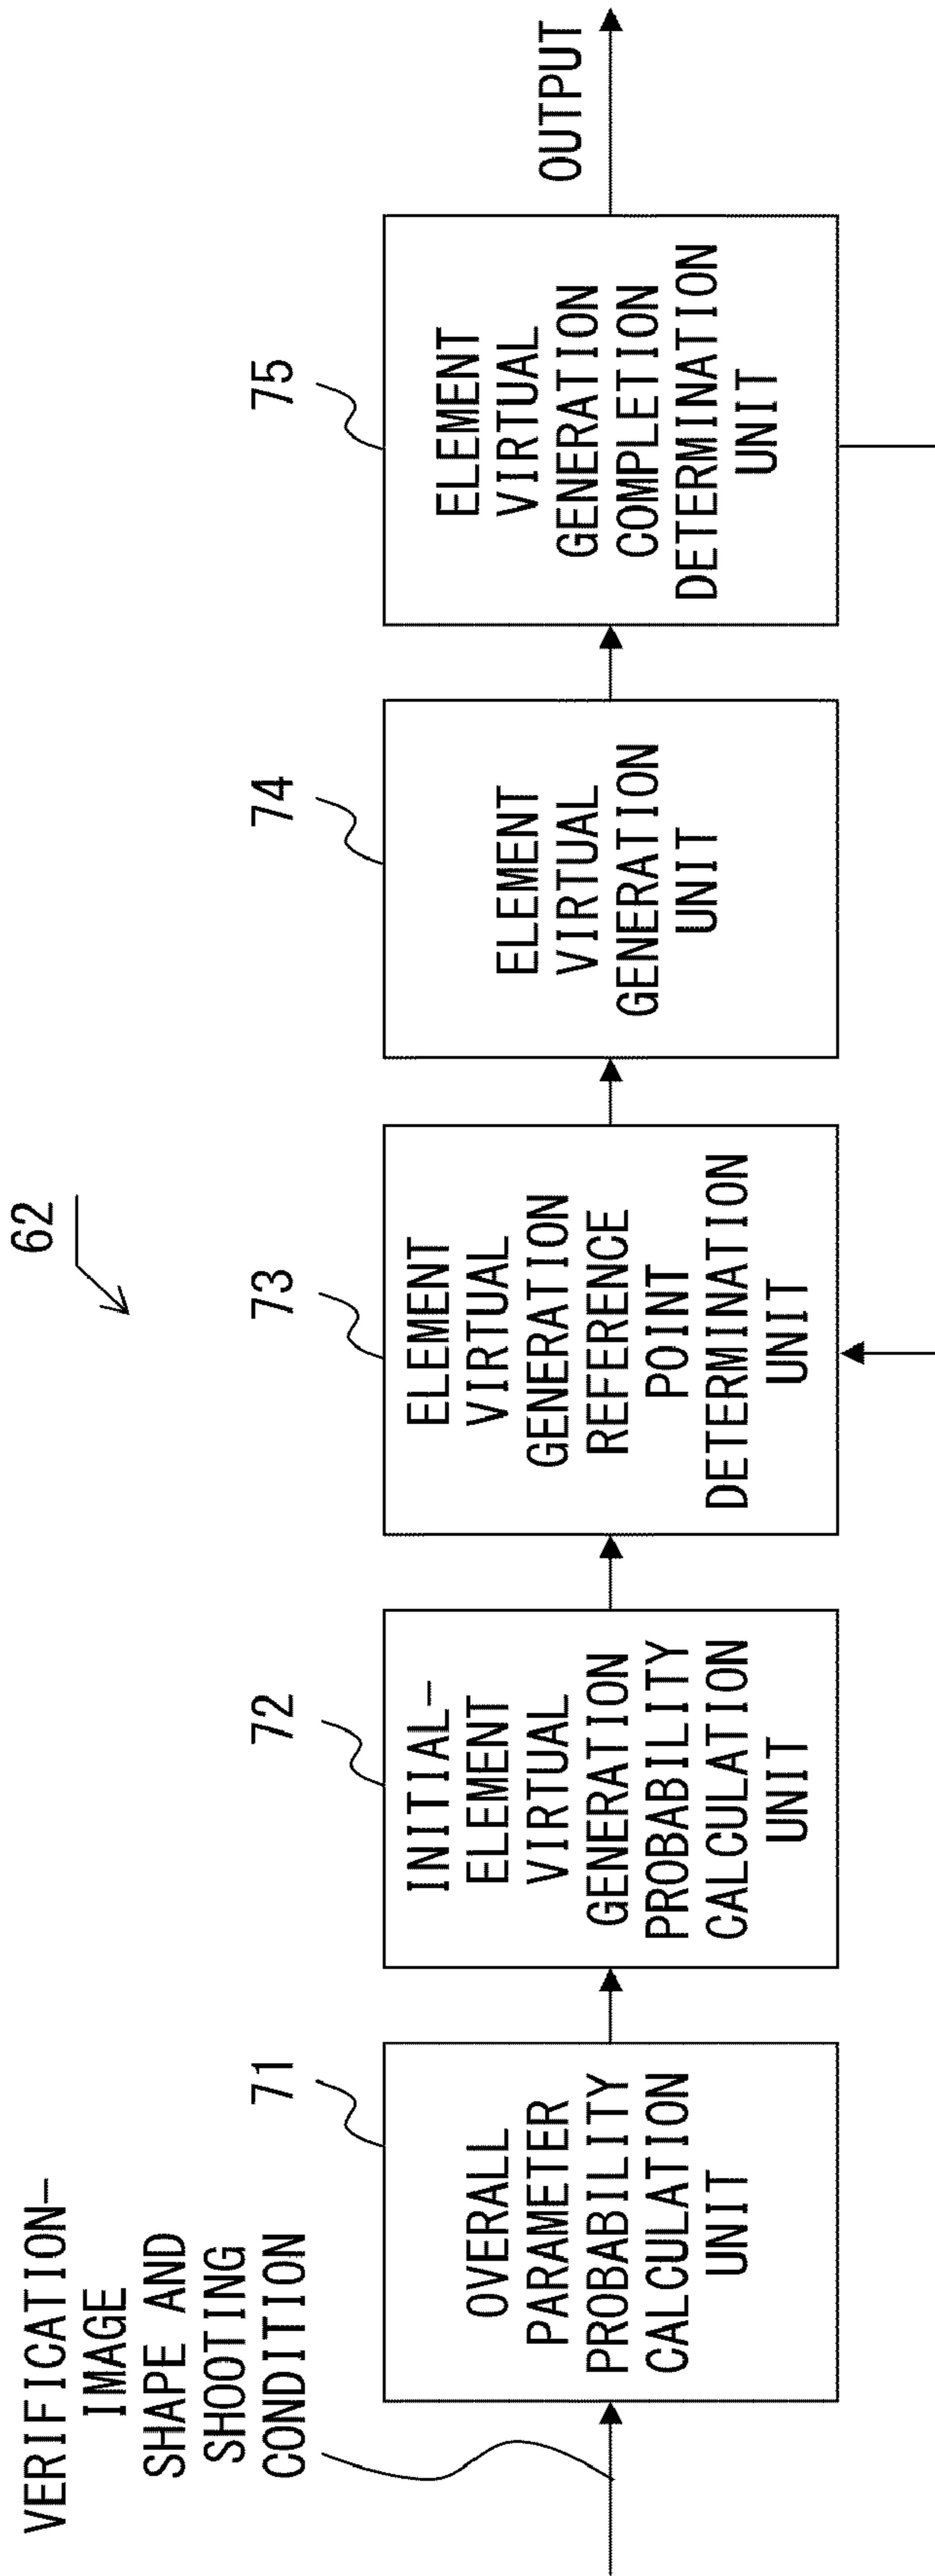 62
VERIFICATION-
IMAGE
SHAPE AND
SHOOTING
CONDITION
71
OVERALL
PARAMETER
PROBABILITY
CALCULATION
UNIT
72
INITIAL-
ELEMENT
VIRTUAL
GENERATION
PROBABILITY
CALCULATION
UNIT
73
ELEMENT
VIRTUAL
GENERATION
REFERENCE
POINT
DETERMINATION
UNIT
74
ELEMENT
VIRTUAL
GENERATION
UNIT
75
ELEMENT
VIRTUAL
GENERATION
COMPLETION
DETERMINATION
UNIT
OUTPUT